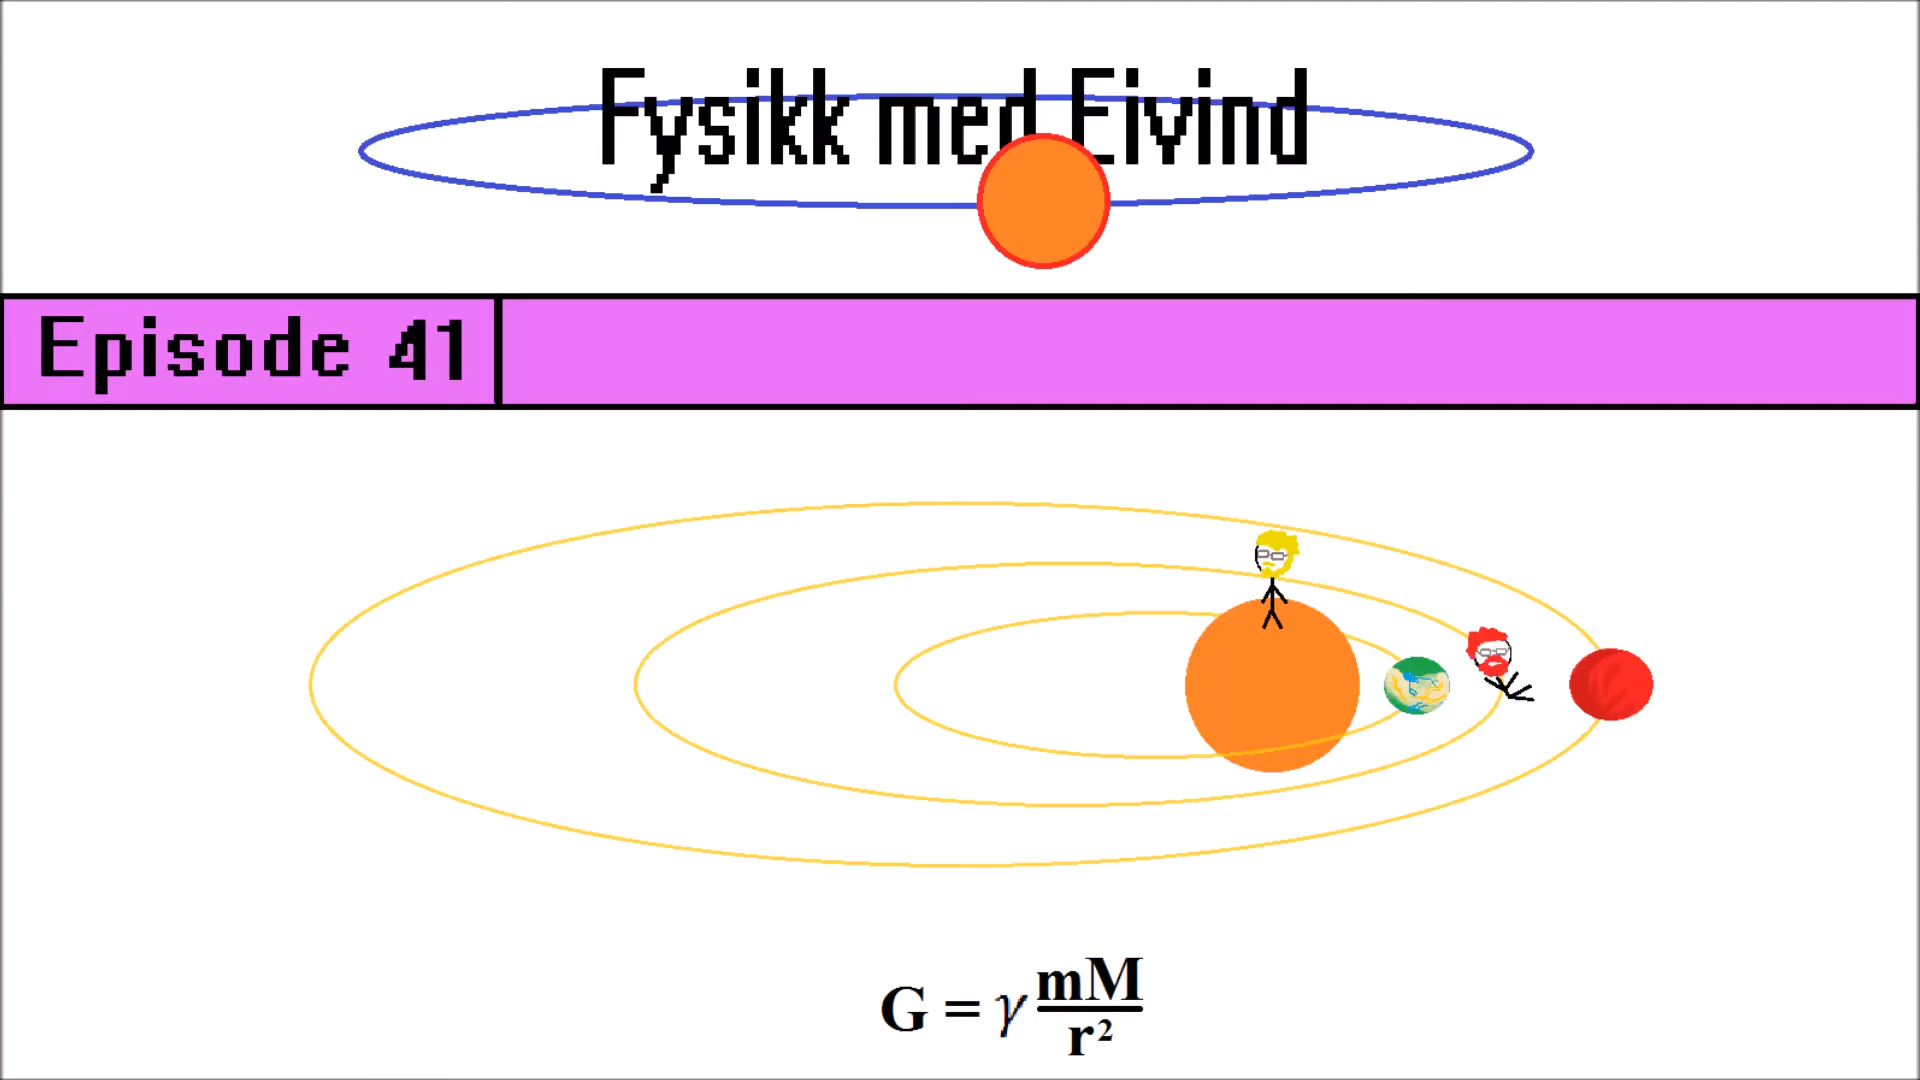 Fysikk med Eivind
Episode 41
G = γ mM/r²